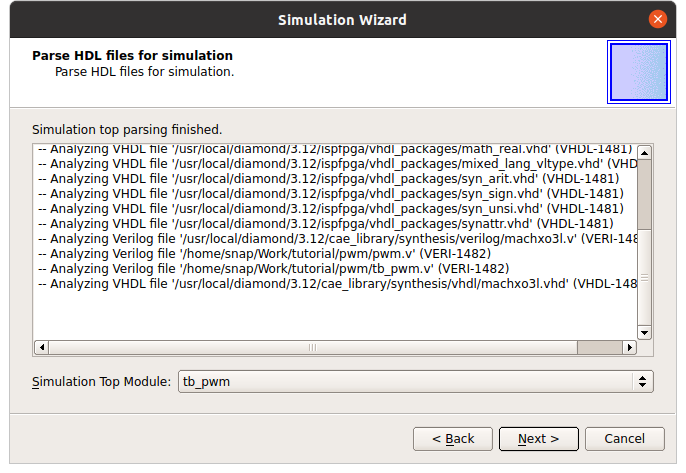 Simulation Wizard
Parse HDL files for simulation
Parse HDL files for simulation.
Simulation top parsing finished.
-- Analyzing VHDL file '/usr/local/diamond/3.12/ispfpga/vhdl_packages/math_real.vhd' (VHDL-1481)
-- Analyzing VHDL file '/usr/local/diamond/3.12/ispfpga/vhdl_packages/mixed_lang_vltype.vhd' (VHD
-- Analyzing VHDL file '/usr/local/diamond/3.12/ispfpga/vhdl_packages/syn_arit.vhd' (VHDL-1481)
-- Analyzing VHDL file '/usr/local/diamond/3.12/ispfpga/vhdl_packages/syn_sign.vhd' (VHDL-1481)
-- Analyzing VHDL file '/usr/local/diamond/3.12/ispfpga/vhdl_packages/syn_unsi.vhd' (VHDL-1481)
-- Analyzing VHDL file '/usr/local/diamond/3.12/ispfpga/vhdl_packages/synattr.vhd' (VHDL-1481)
-- Analyzing Verilog file '/usr/local/diamond/3.12/cae_library/synthesis/verilog/machxo3l.v' (VERI-148
-- Analyzing Verilog file '/home/snap/Work/tutorial/pwm/pwm.v' (VERI-1482)
-- Analyzing Verilog file '/home/snap/Work/tutorial/pwm/tb_pwm.v' (VERI-1482)
-- Analyzing VHDL file '/usr/local/diamond/3.12/cae_library/synthesis/vhdl/machxo3l.vhd' (VHDL-148
Simulation Top Module: tb_pwm
< Back Next > Cancel